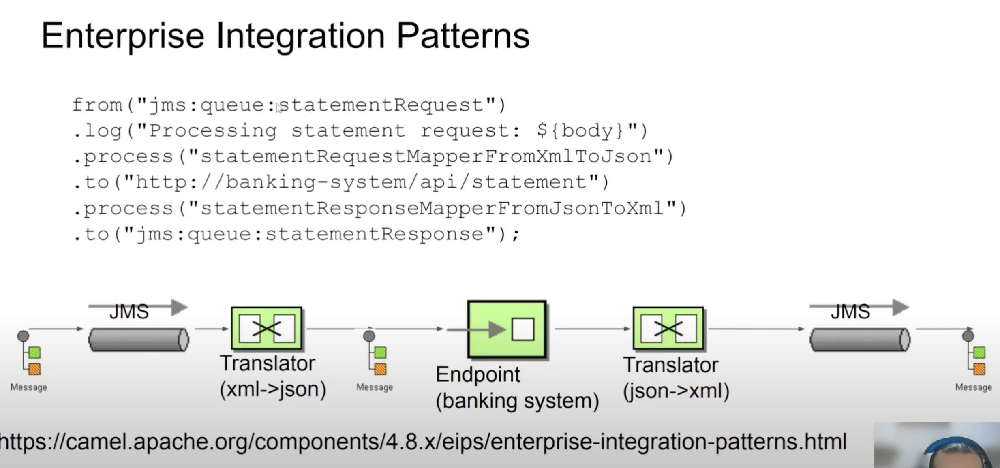 Enterprise Integration Patterns
from("jms:queue:statementRequest")
.log("Processing statement request: ${body}")
.process("statementRequestMapperFromXmlToJson")
.to("http://banking-system/api/statement")
.process("statementResponseMapperFromJsonToXml")
.to("jms:queue:statementResponse");
JMS
JMS
Translator
(xml->json)
Endpoint
(banking system)
Translator
(json->xml)
Message
Message
Message
https://camel.apache.org/components/4.8.x/eips/enterprise-integration-patterns.html